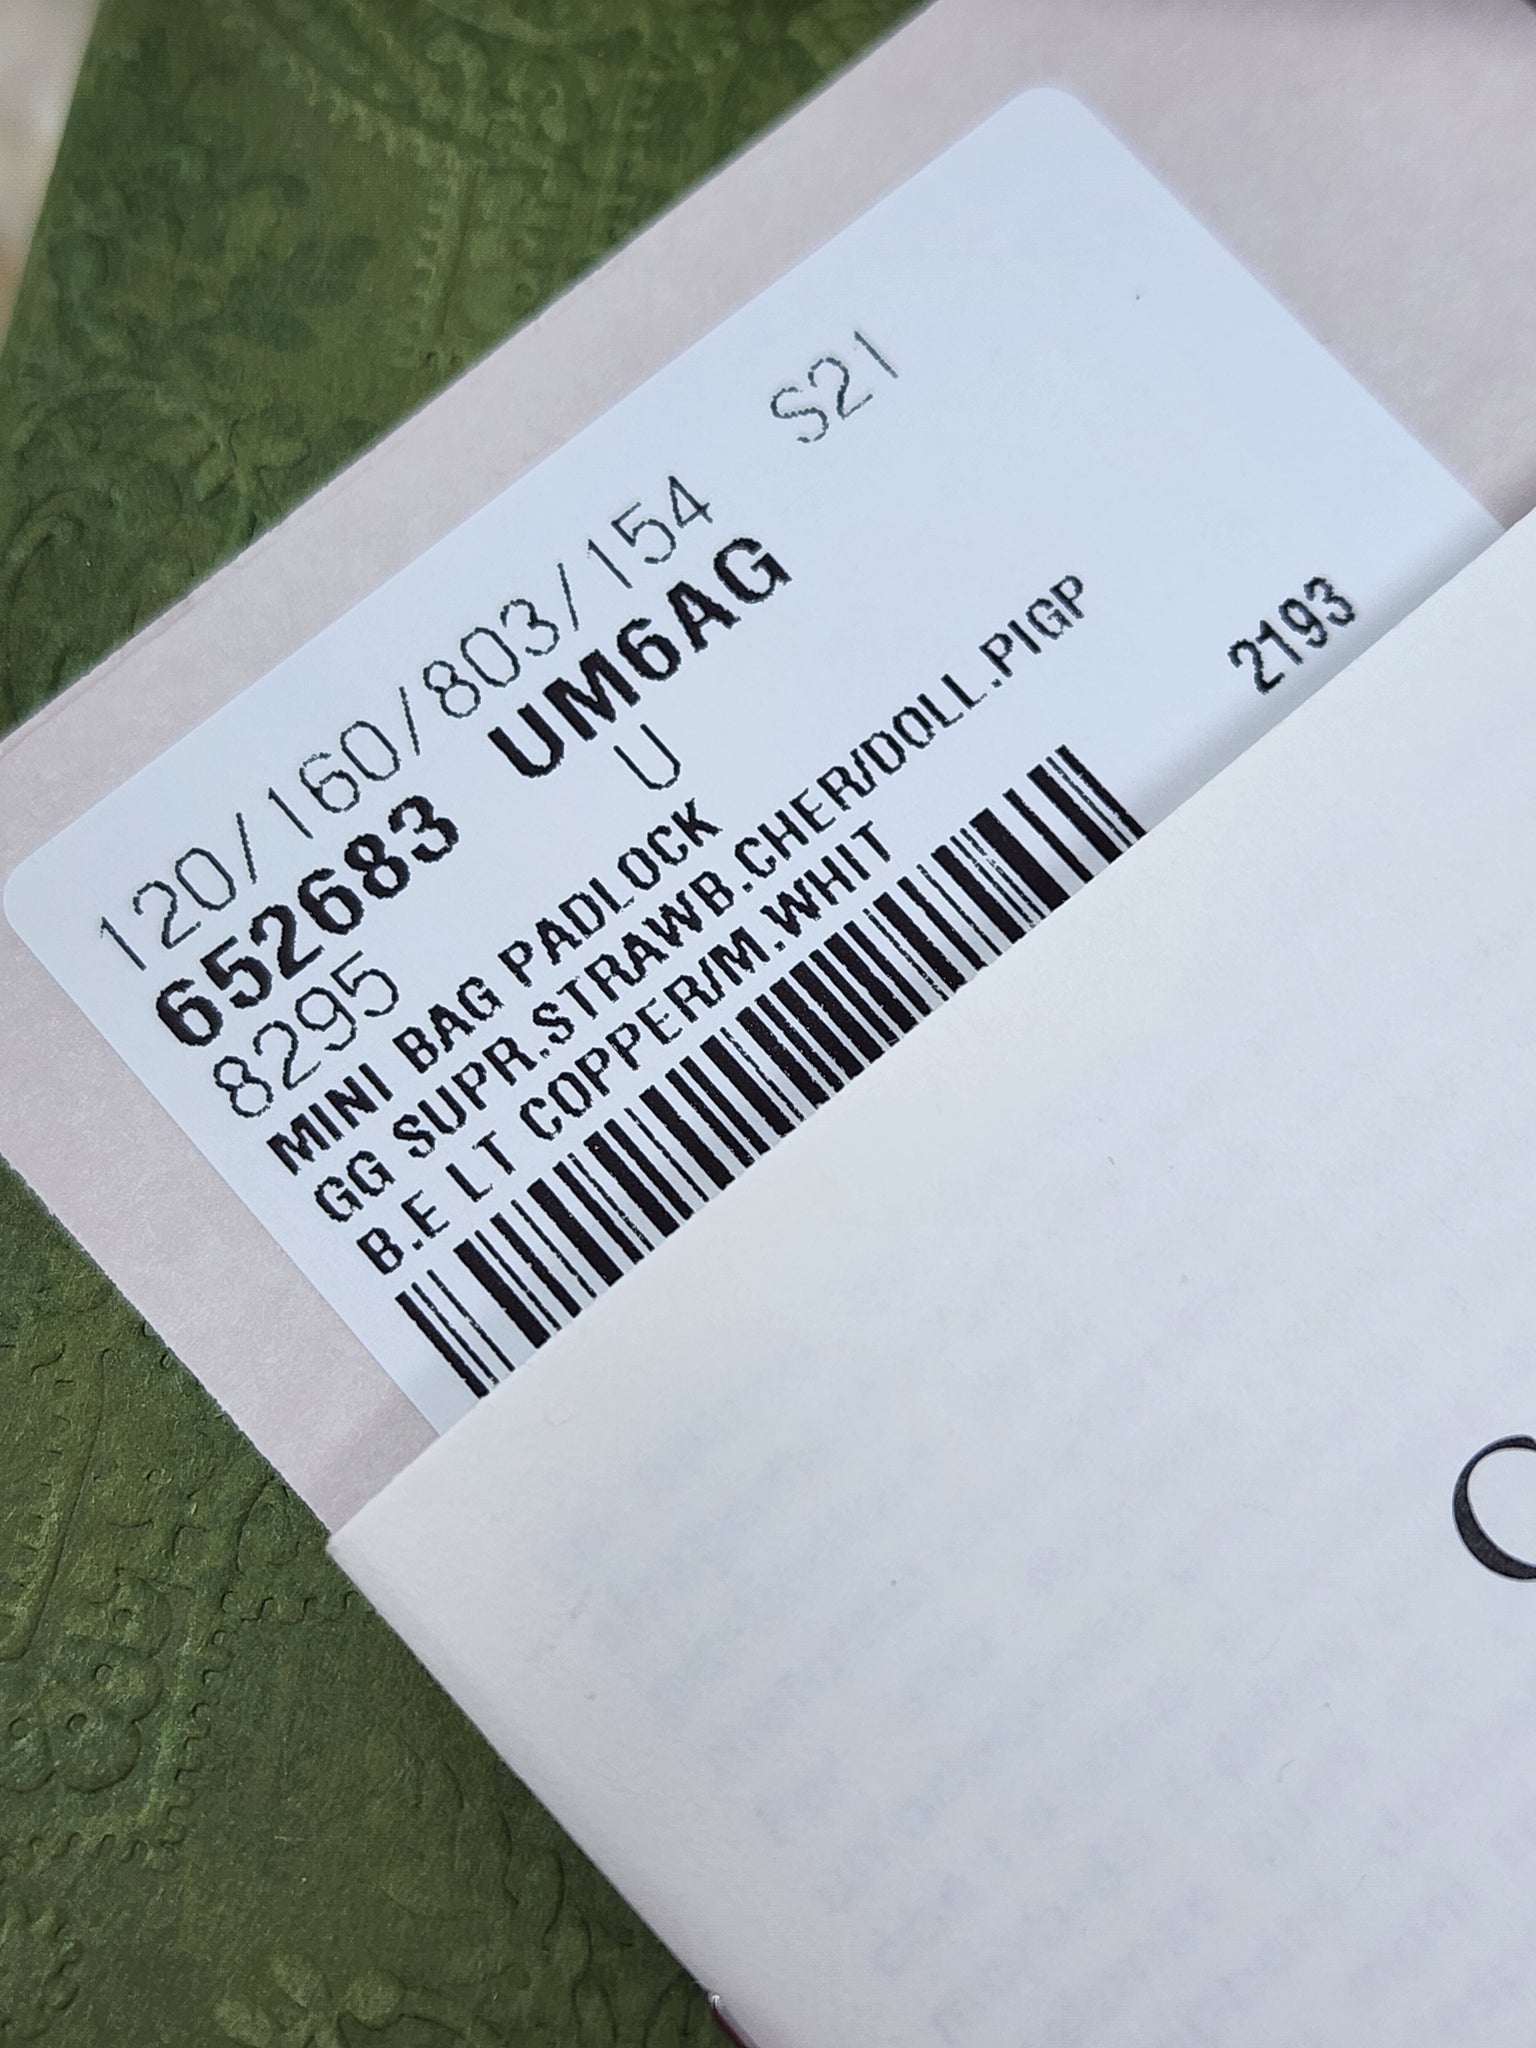 120/160/803/154 S21
652683 UM6AG
8295 U
MINI BAG PADLOCK
GG SUPR.STRAWB.CHER/DOLL.PIGP
B.E LT COPPER/M.WHIT
2193